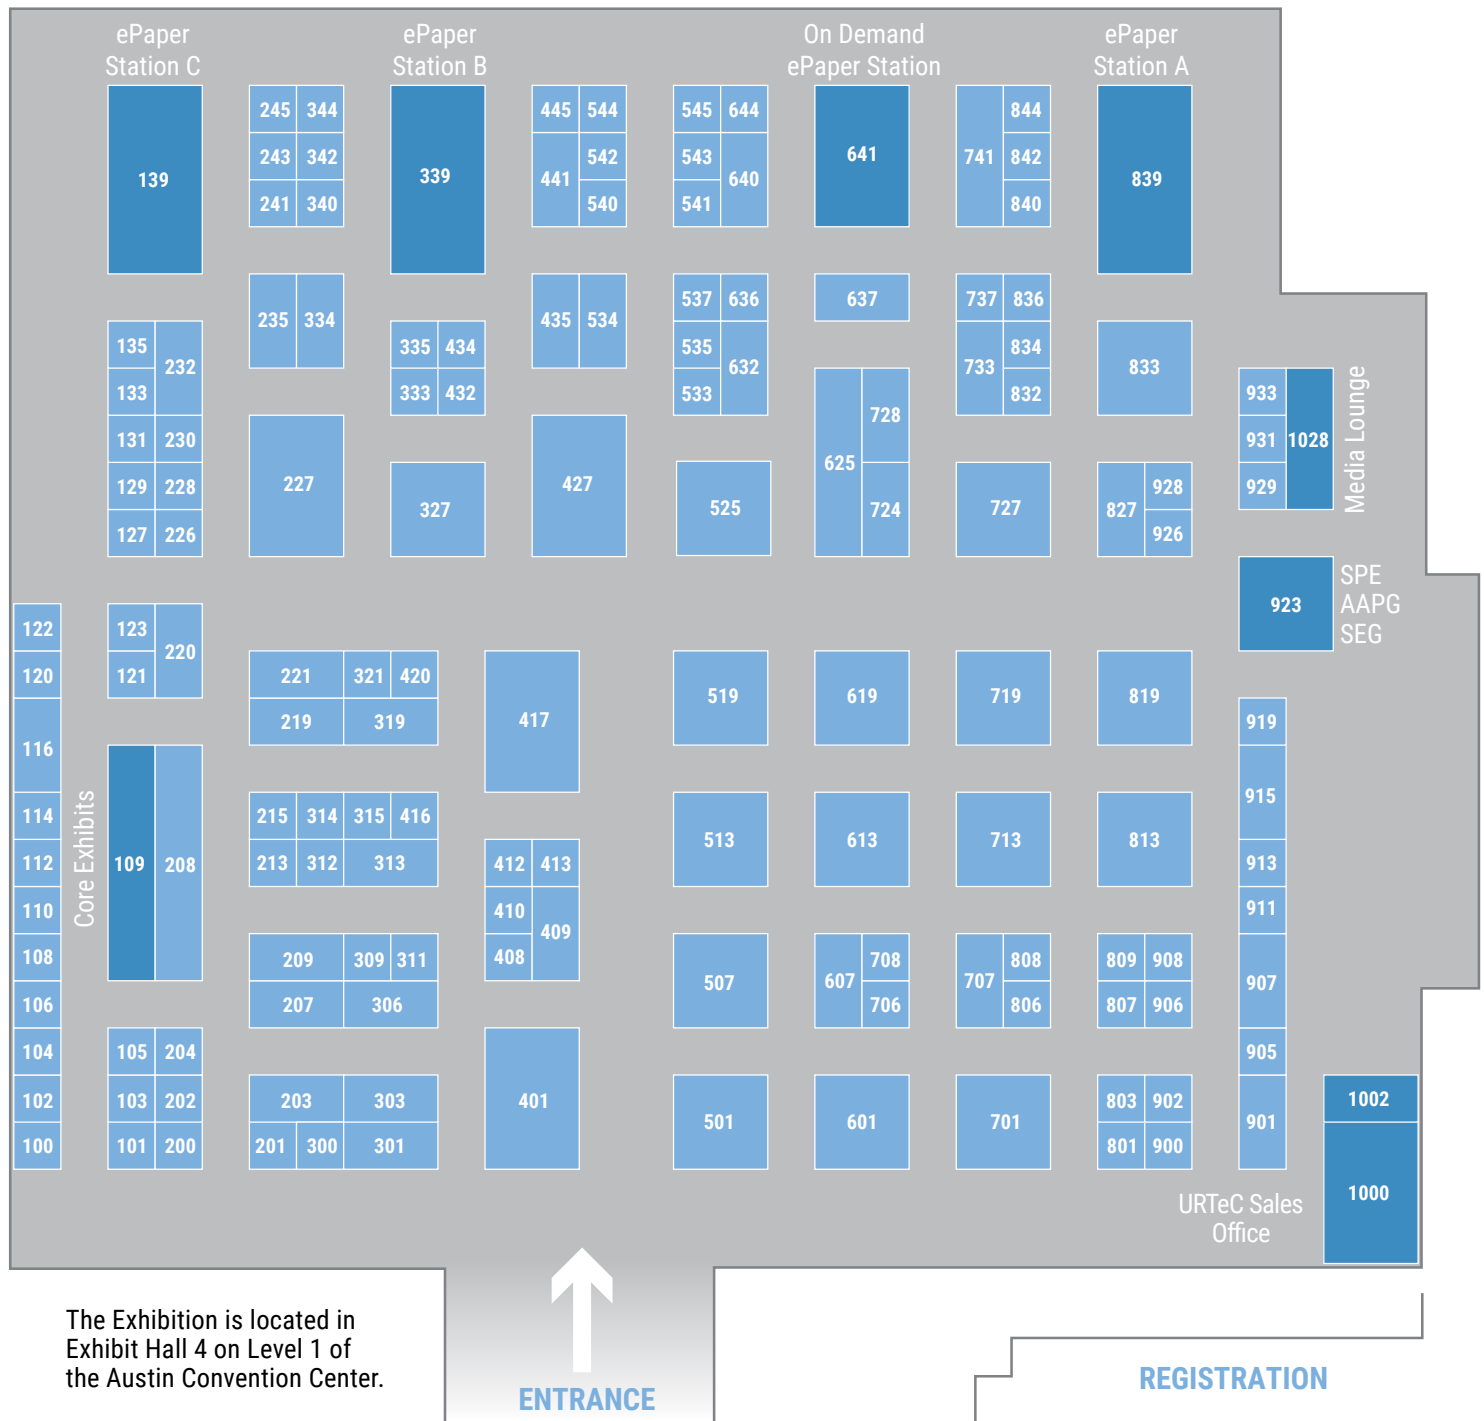 ePaper
Station C
ePaper
Station B
On Demand
ePaper Station
ePaper
Station A
245 344 445 544 545 644 844
139 243 342 339 441 542 543 640 641 741 842 839
241 340 540 541 840
235 334 435 534 537 636 637 737 836
135 232 335 434 535 632 733 834 833
133 333 432 533 832 933
131 230 728 931 1028
Media Lounge
129 228 227 327 427 525 625 724 727 827 928 929
127 226 926
122 123 220 923
SPE
AAPG
SEG
120 121 221 321 420 417 519 619 719 819
116 219 319 919
114 215 314 315 416 513 613 713 813 915
Core Exhibits
112 109 208 213 312 313 412 413 913
110 410 409 911
108 209 309 311 408 507 607 708 707 808 809 908 907
106 207 306 706 806 807 906
104 105 204 905
102 103 202 203 303 401 501 601 701 803 902 901 1002
100 101 200 201 300 301 801 900
1000
URTeC Sales
Office
The Exhibition is located in
Exhibit Hall 4 on Level 1 of
the Austin Convention Center.
ENTRANCE
REGISTRATION